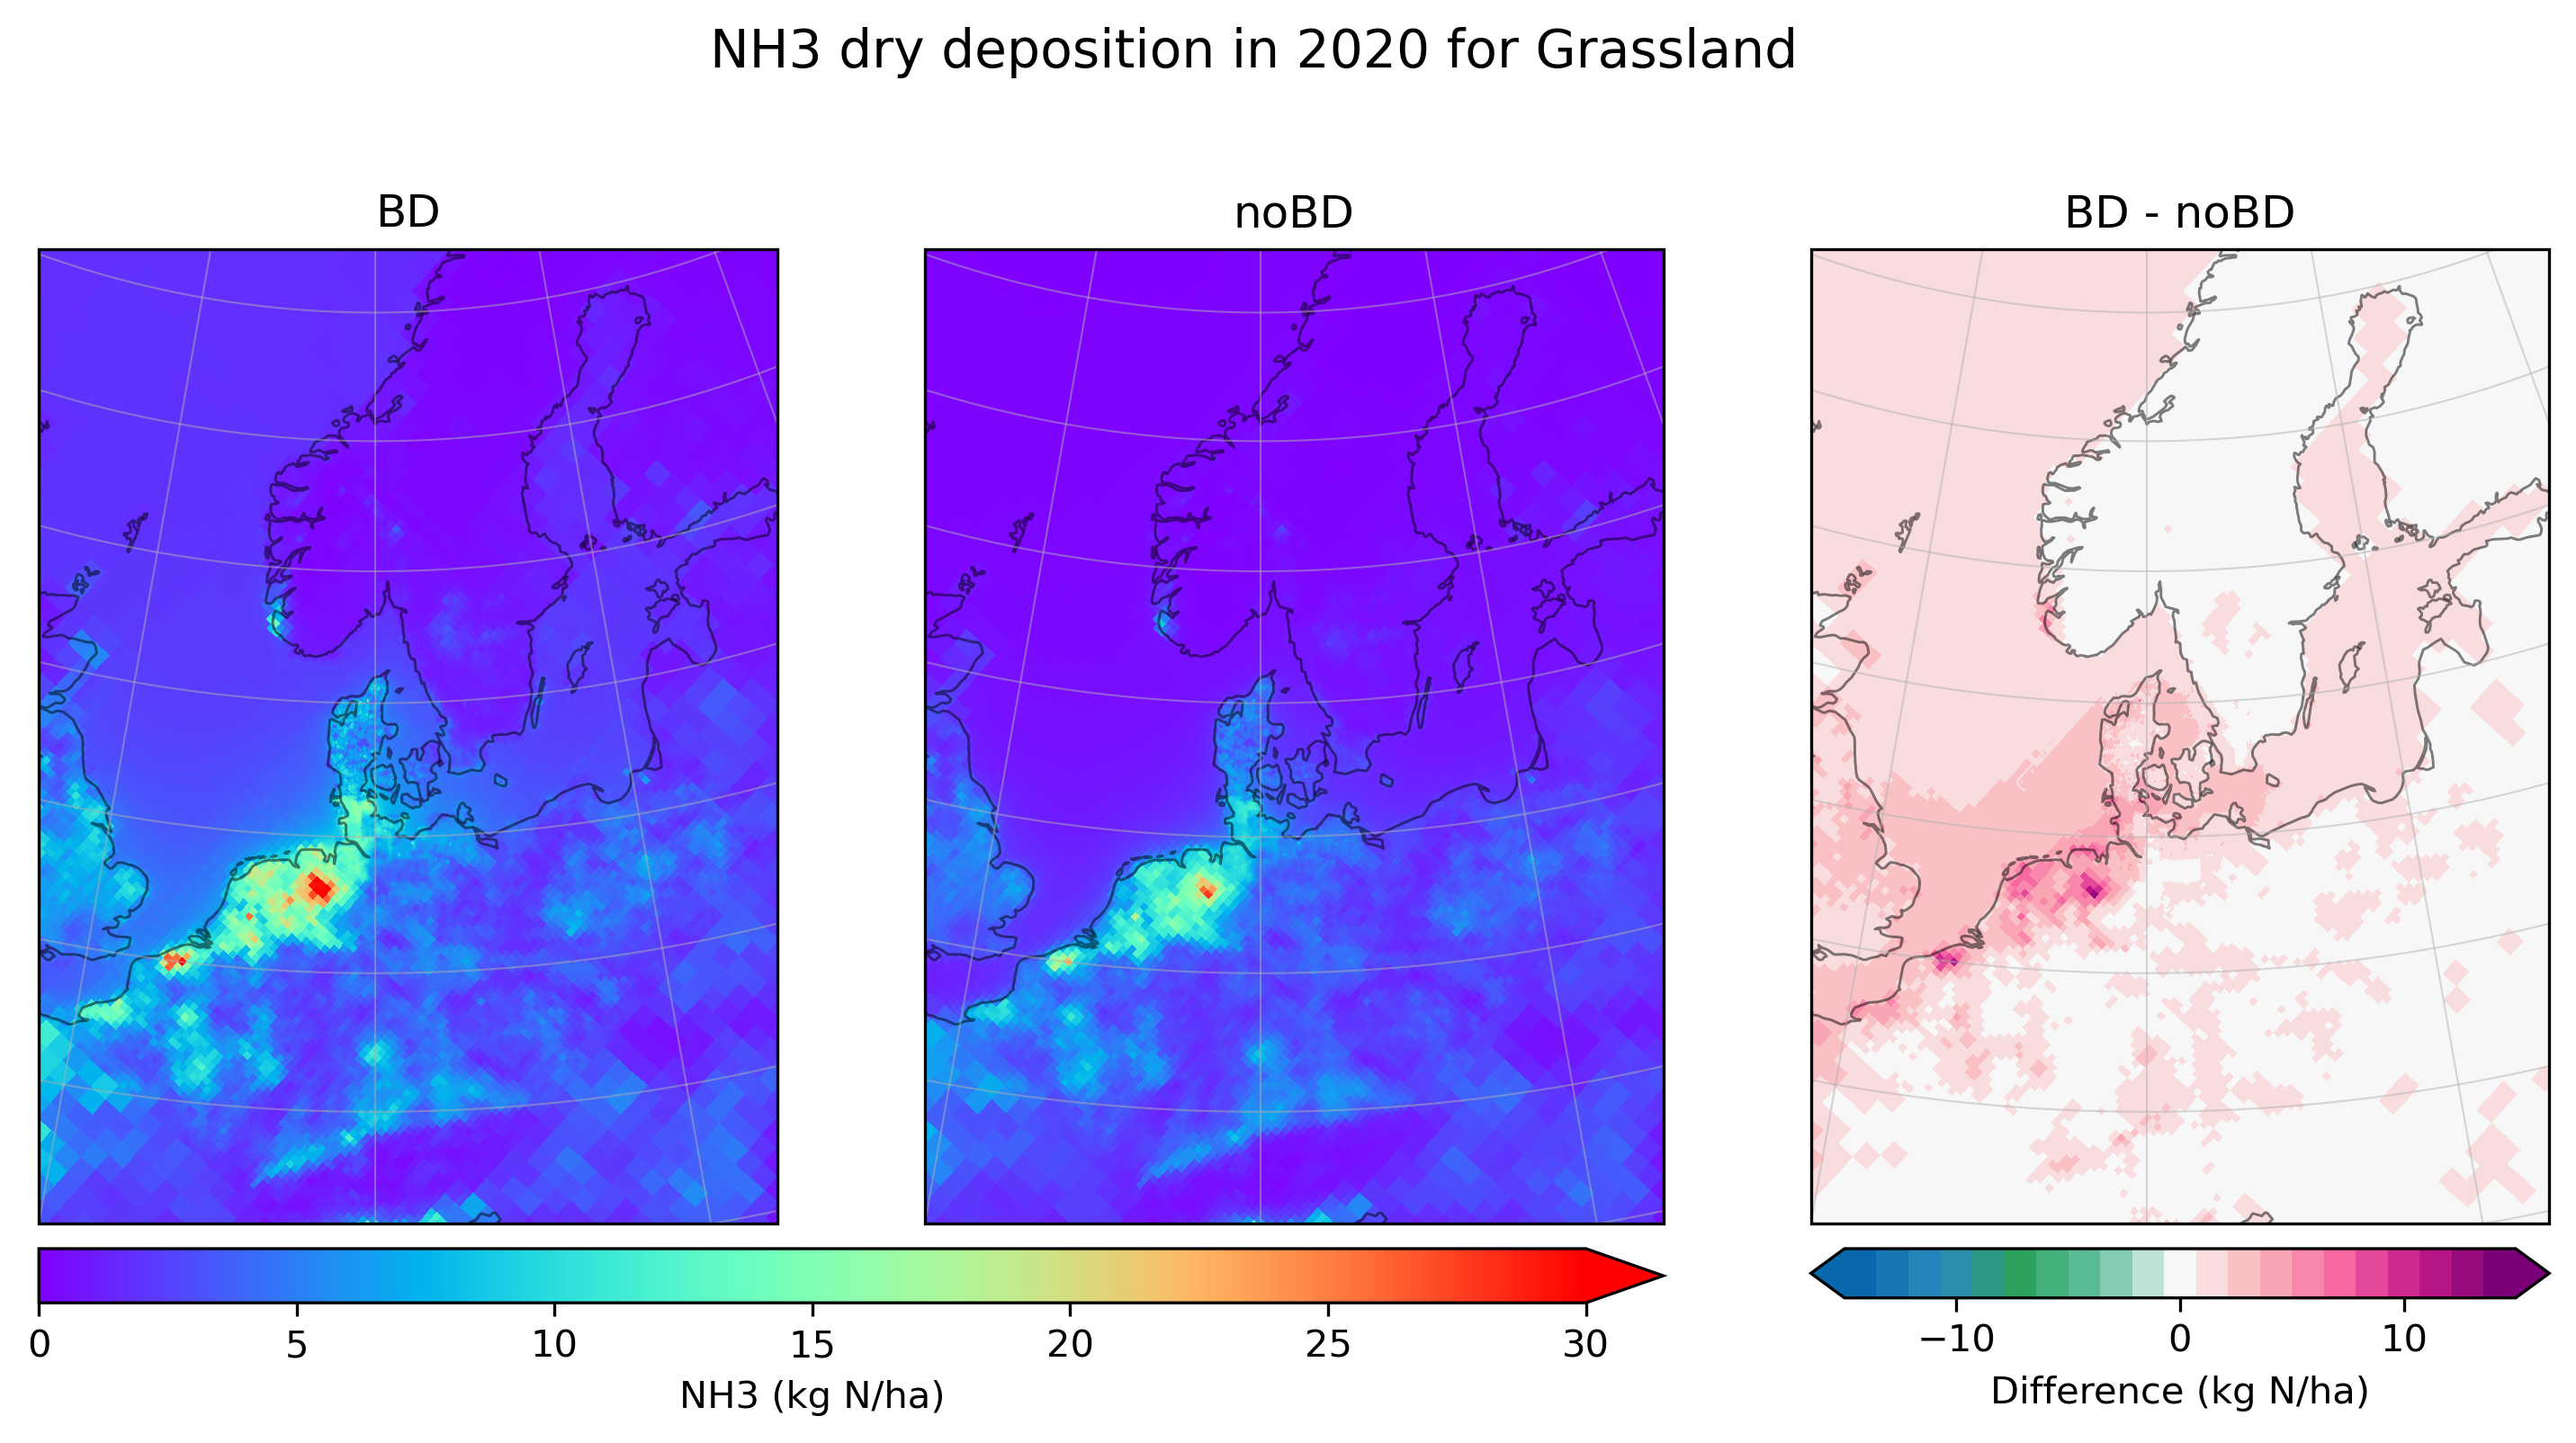 NH3 dry deposition in 2020 for Grassland
BD
noBD
BD - noBD
0 5 10 15 20 25 30
NH3 (kg N/ha)
−10 0 10
Difference (kg N/ha)